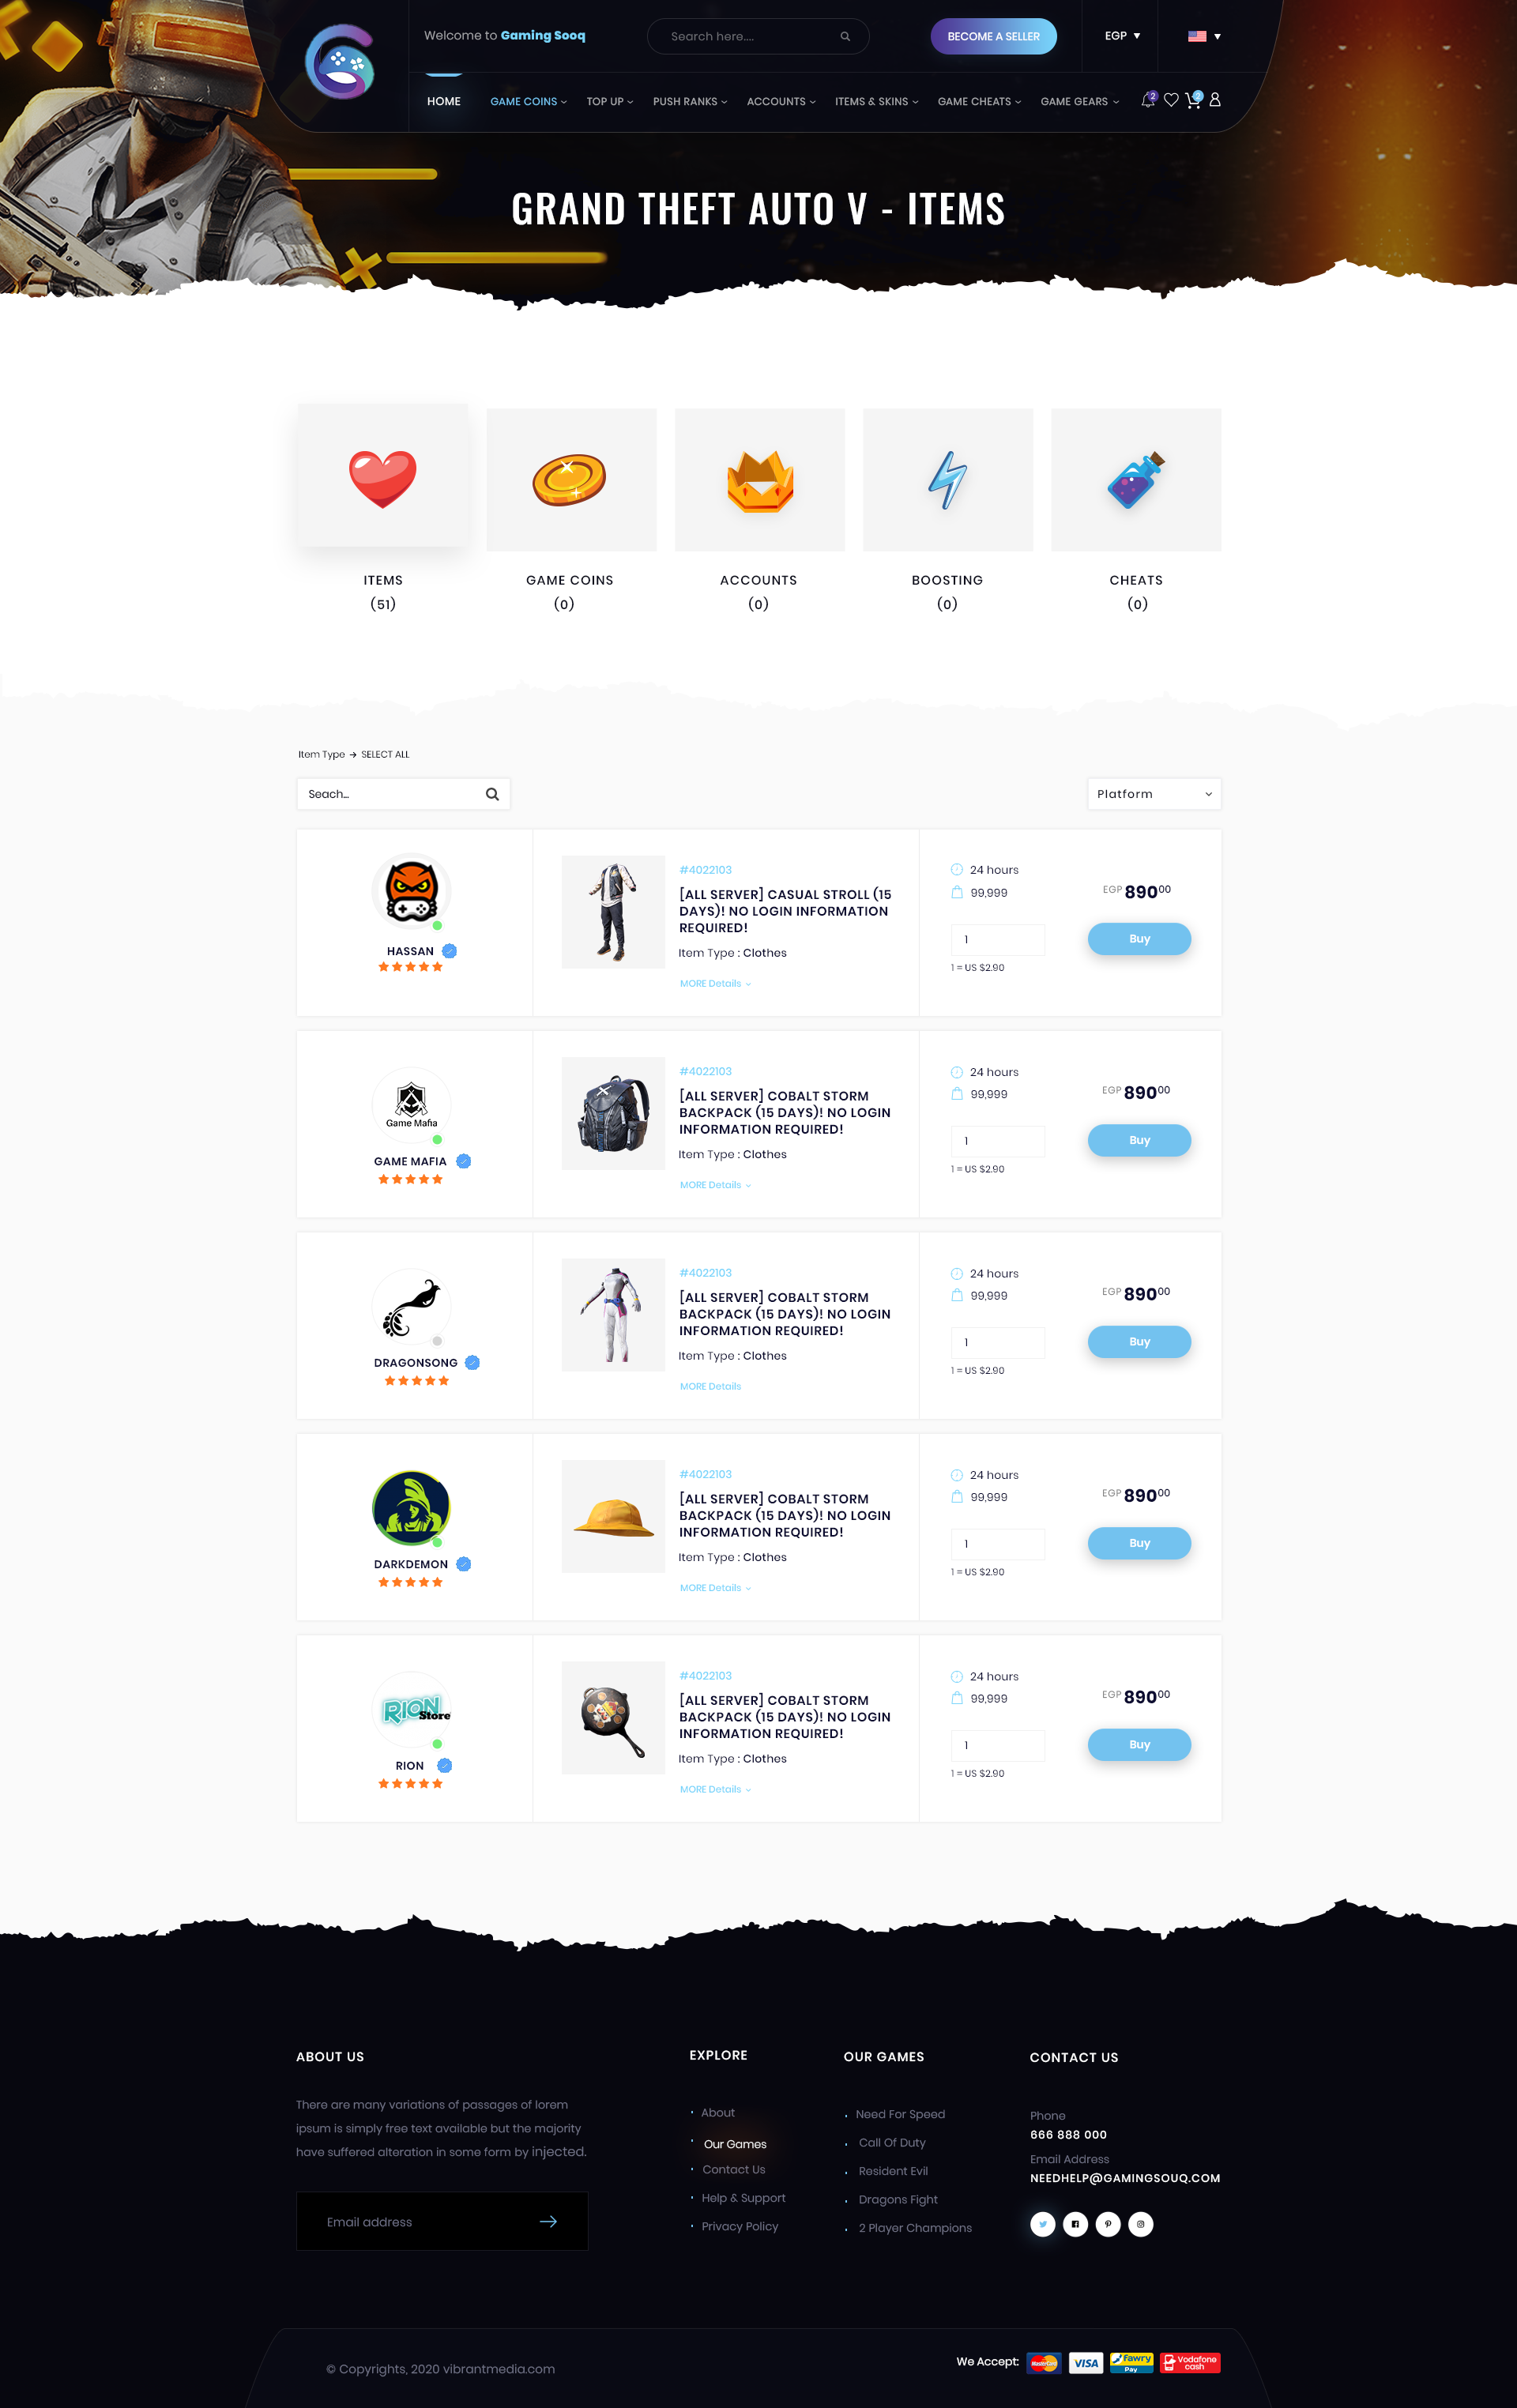 Welcome to Gaming Sooq
Search here....
BECOME A SELLER
EGP
HOME
GAME COINS
TOP UP
PUSH RANKS
ACCOUNTS
ITEMS & SKINS
GAME CHEATS
GAME GEARS
2
GRAND THEFT AUTO V - ITEMS
ITEMS
(51)
GAME COINS
(0)
ACCOUNTS
(0)
BOOSTING
(0)
CHEATS
(0)
Item Type → SELECT ALL
Seach...
Platform
HASSAN
#4022103
[ALL SERVER] CASUAL STROLL (15
DAYS)! NO LOGIN INFORMATION
REQUIRED!
Item Type : Clothes
MORE Details
24 hours
99,999
1
1 = US $2.90
EGP 890 00
Buy
Game Mafia
GAME MAFIA
#4022103
[ALL SERVER] COBALT STORM
BACKPACK (15 DAYS)! NO LOGIN
INFORMATION REQUIRED!
Item Type : Clothes
MORE Details
24 hours
99,999
1
1 = US $2.90
EGP 890 00
Buy
DRAGONSONG
#4022103
[ALL SERVER] COBALT STORM
BACKPACK (15 DAYS)! NO LOGIN
INFORMATION REQUIRED!
Item Type : Clothes
MORE Details
24 hours
99,999
1
1 = US $2.90
EGP 890 00
Buy
DARKDEMON
#4022103
[ALL SERVER] COBALT STORM
BACKPACK (15 DAYS)! NO LOGIN
INFORMATION REQUIRED!
Item Type : Clothes
MORE Details
24 hours
99,999
1
1 = US $2.90
EGP 890 00
Buy
RION
Store
RION
#4022103
[ALL SERVER] COBALT STORM
BACKPACK (15 DAYS)! NO LOGIN
INFORMATION REQUIRED!
Item Type : Clothes
MORE Details
24 hours
99,999
1
1 = US $2.90
EGP 890 00
Buy
ABOUT US
There are many variations of passages of lorem
ipsum is simply free text available but the majority
have suffered alteration in some form by injected.
Email address
EXPLORE
About
Our Games
Contact Us
Help & Support
Privacy Policy
OUR GAMES
Need For Speed
Call Of Duty
Resident Evil
Dragons Fight
2 Player Champions
CONTACT US
Phone
666 888 000
Email Address
NEEDHELP@GAMINGSOUQ.COM
© Copyrights, 2020 vibrantmedia.com
We Accept:
MasterCard
VISA
fawry
Pay
Vodafone
cash